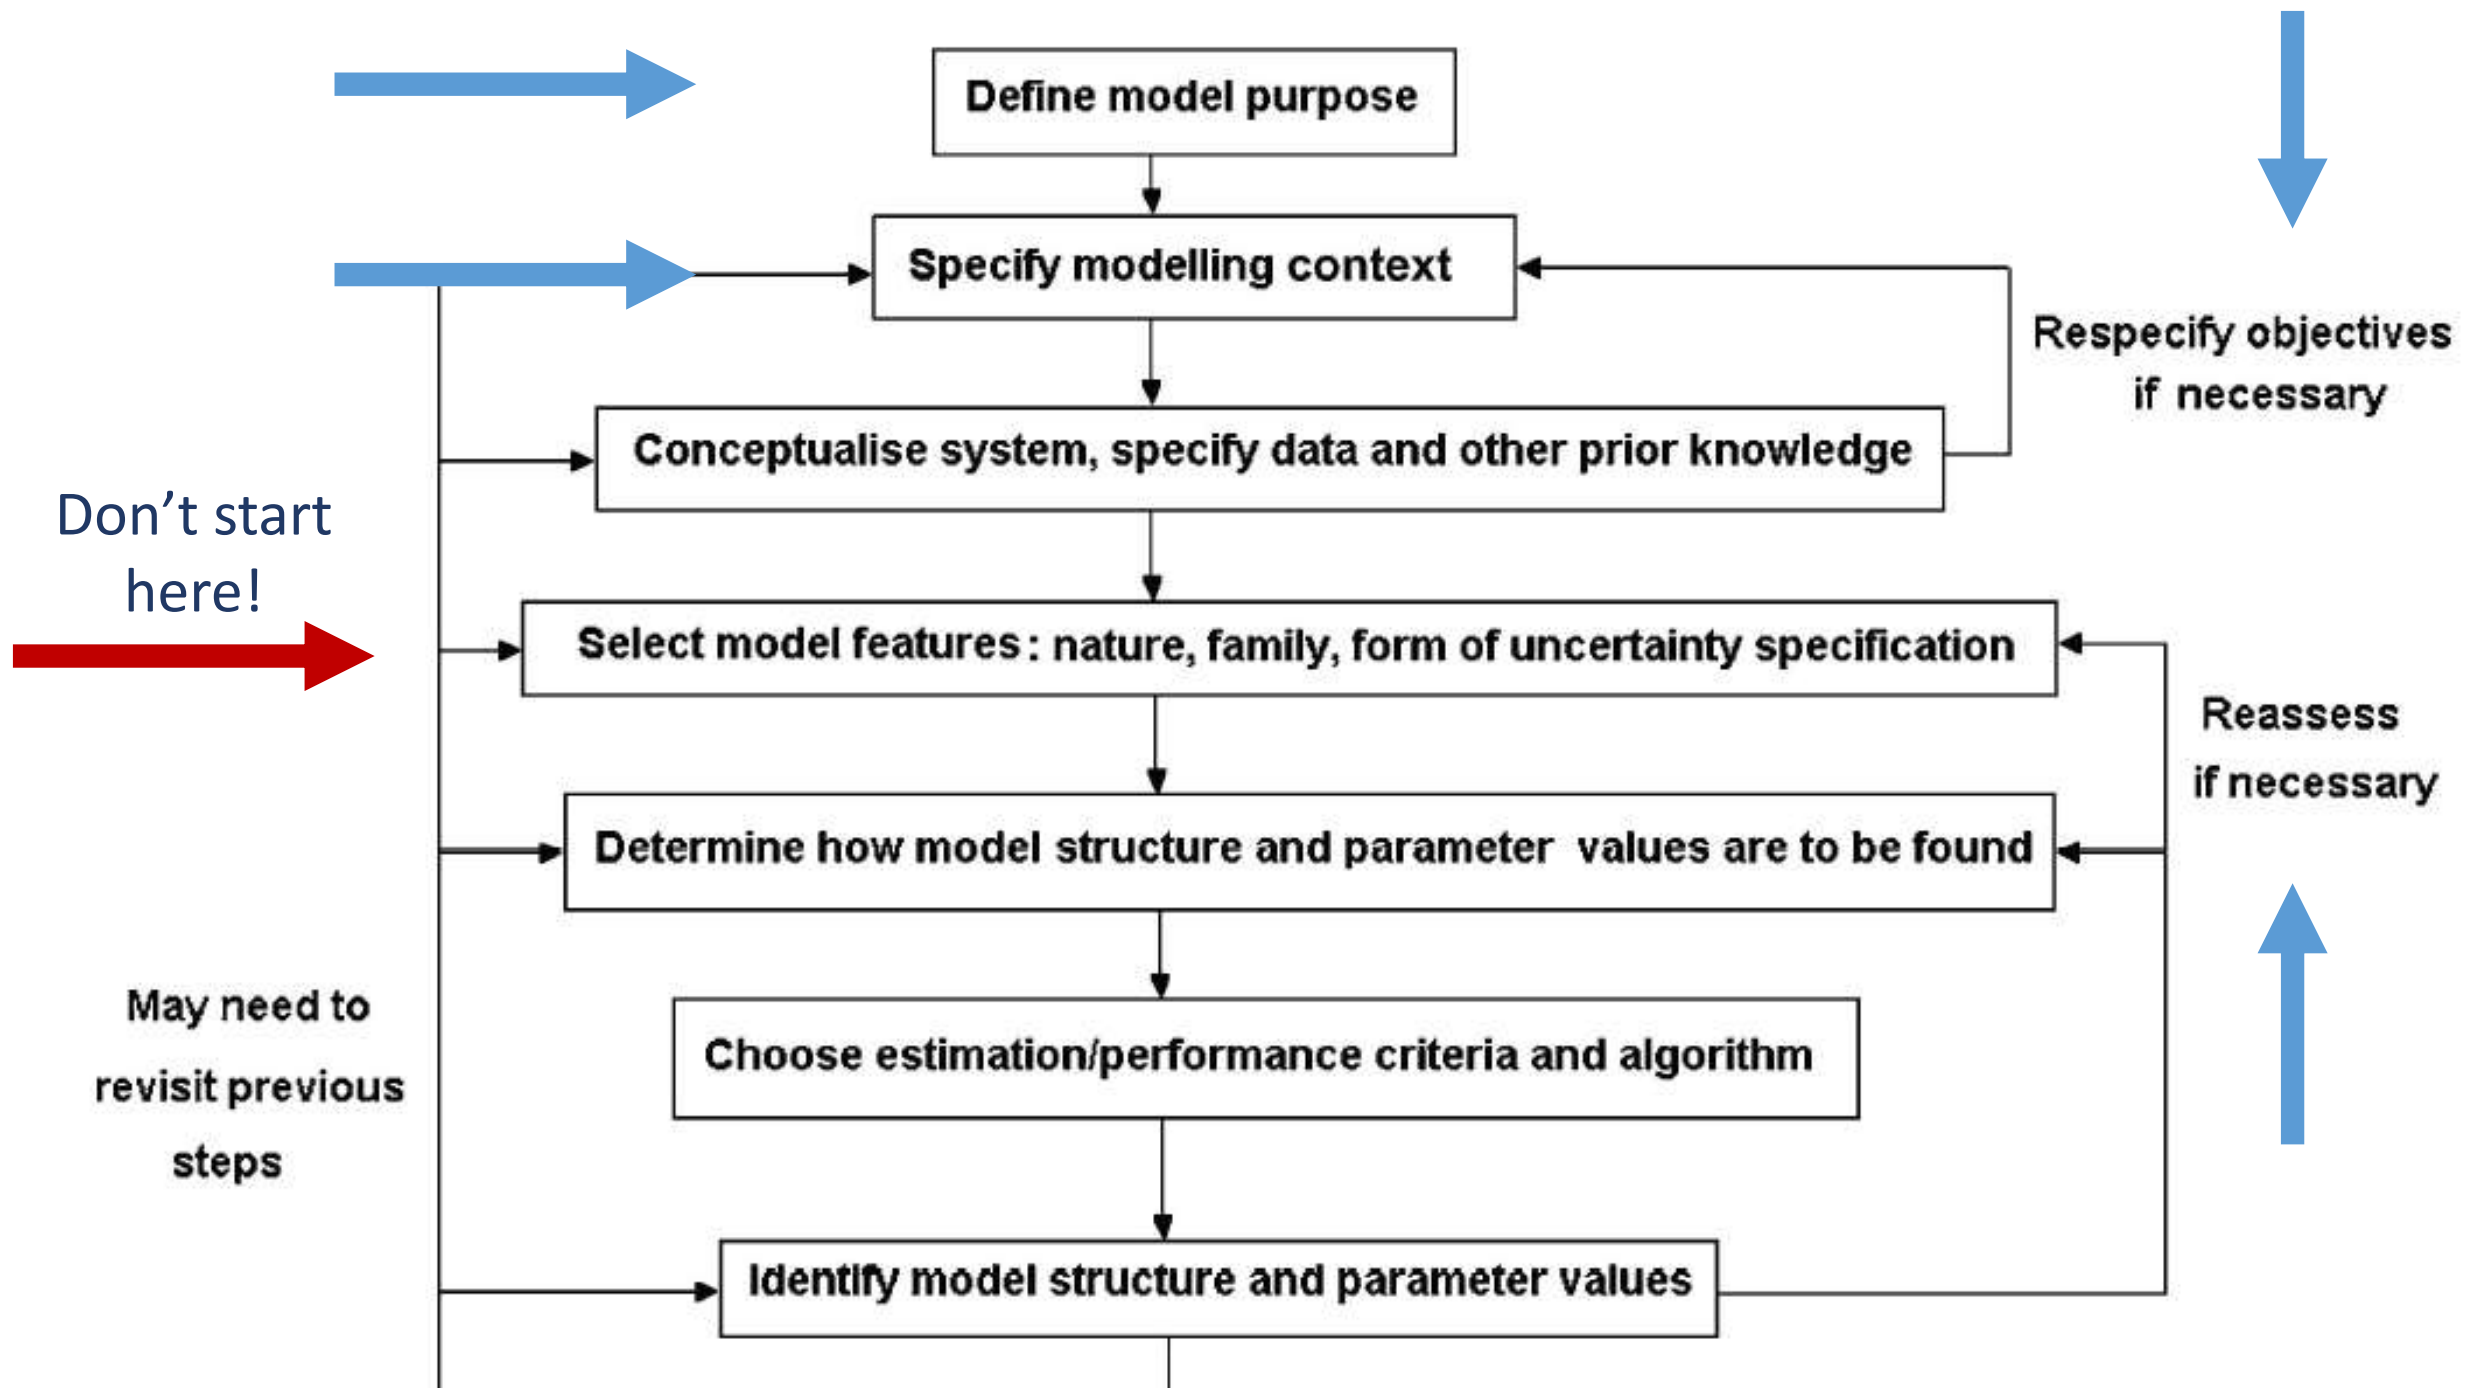 Define model purpose
Specify modelling context
Respecify objectives
if necessary
Conceptualise system, specify data and other prior knowledge
Don’t start
here!
Select model features: nature, family, form of uncertainty specification
Reassess
if necessary
Determine how model structure and parameter values are to be found
May need to
revisit previous
steps
Choose estimation/performance criteria and algorithm
Identify model structure and parameter values